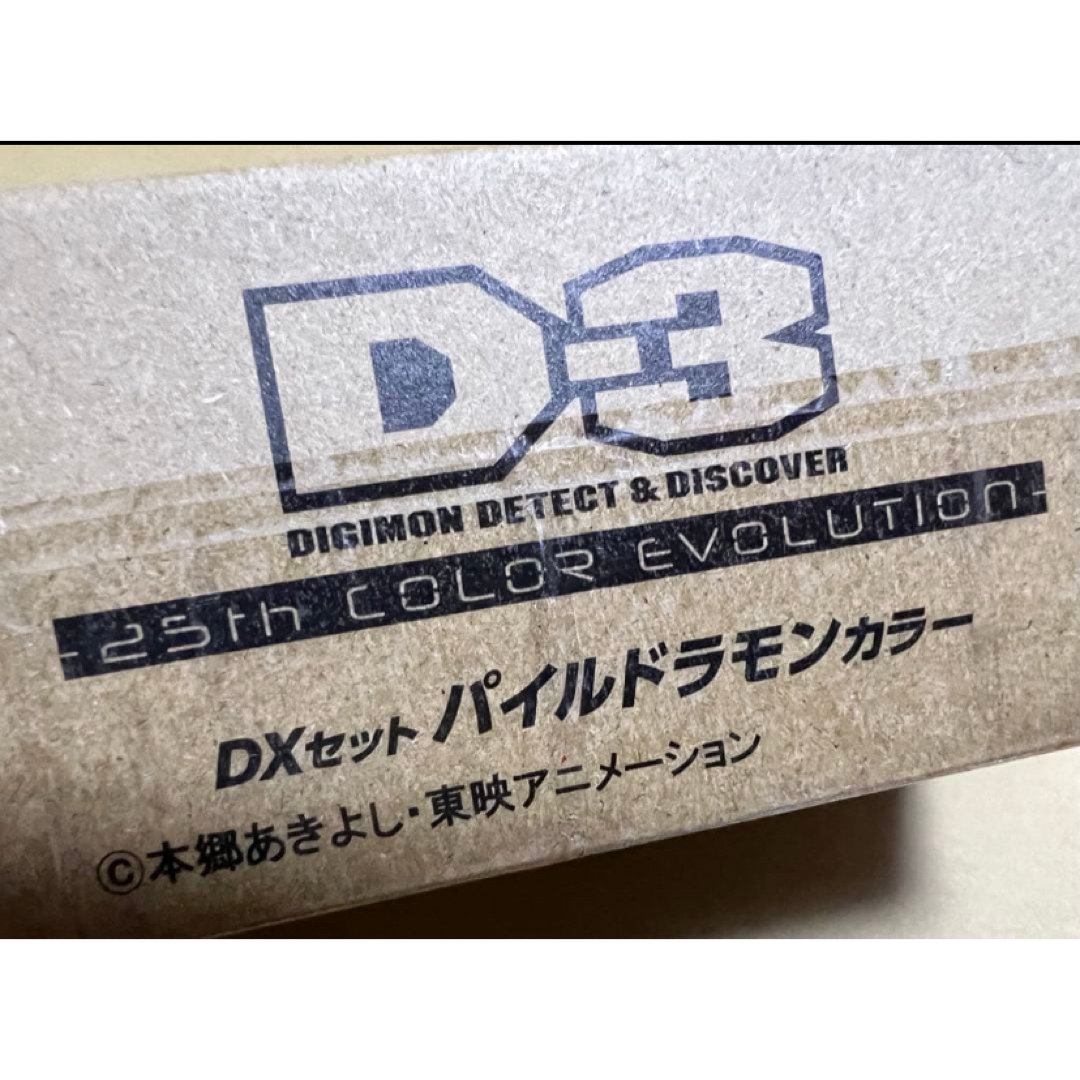 D-3
DIGIMON DETECT & DISCOVER
-25th COLOR EVOLUTION-
DXセット パイルドラモンカラー
©本郷あきよし・東映アニメーション